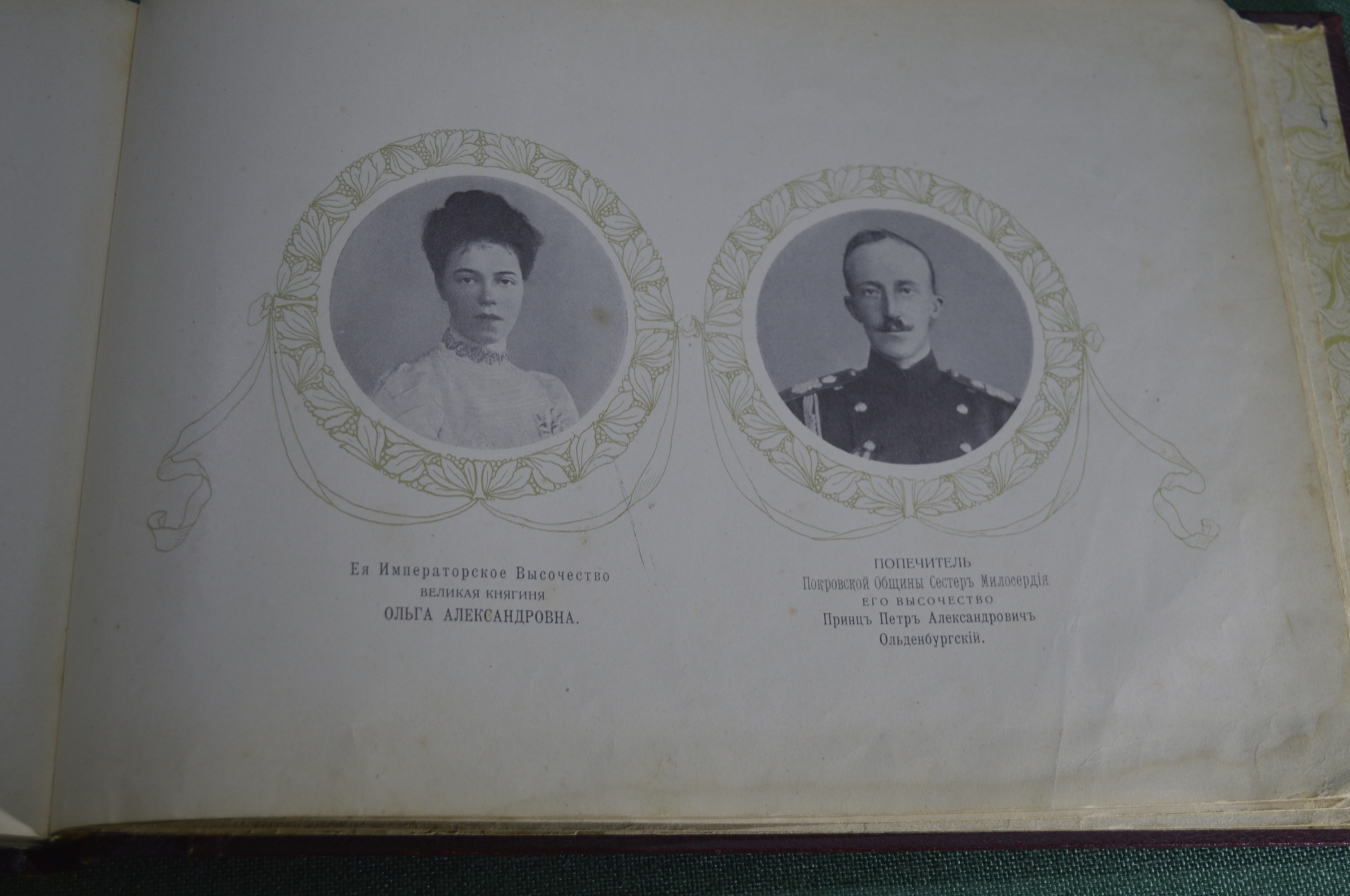 Ея Императорское Высочество
ВЕЛИКАЯ КНЯГИНЯ
ОЛЬГА АЛЕКСАНДРОВНА.
ПОПЕЧИТЕЛЬ
Покровской Общины Сестеръ Милосердія
ЕГО ВЫСОЧЕСТВО
Принцъ Петръ Александровичъ
Ольденбургскій.